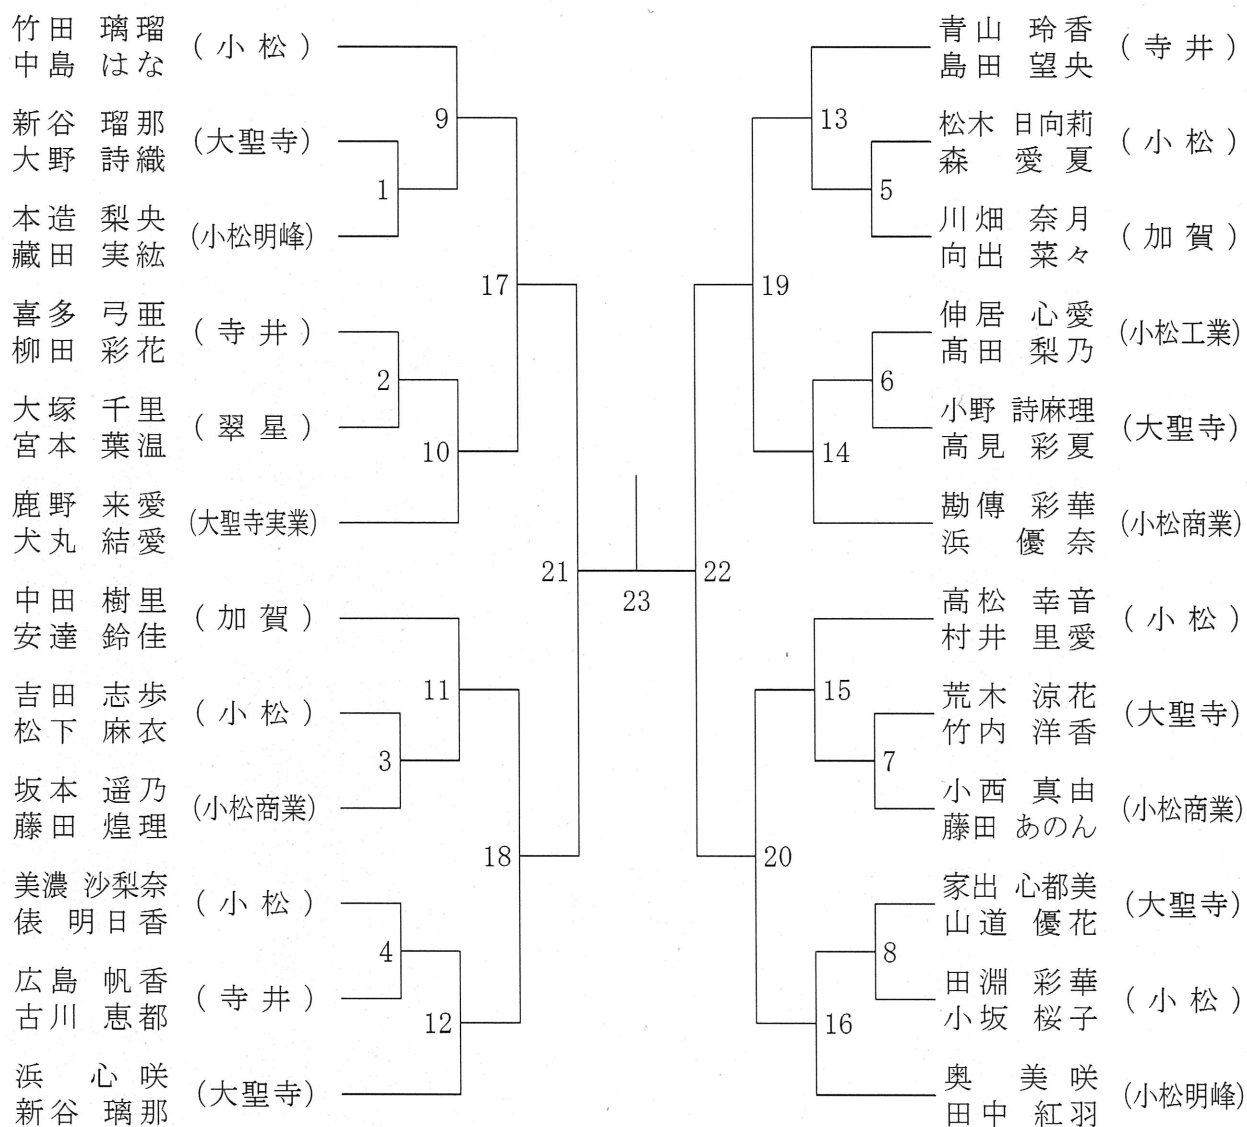 竹田 璃瑠
中島 はな
(小松)
新谷 瑠那
大野 詩織
(大聖寺)
本造 梨央
藏田 実紘
(小松明峰)
喜多 弓亜
柳田 彩花
(寺井)
大塚 千里
宮本 葉温
(翠星)
鹿野 来愛
犬丸 結愛
(大聖寺実業)
中田 樹里
安達 鈴佳
(加賀)
吉田 志歩
松下 麻衣
(小松)
坂本 遥乃
藤田 煌理
(小松商業)
美濃 沙梨奈
俵 明日香
(小松)
広島 帆香
古川 恵都
(寺井)
浜 心咲
新谷 璃那
(大聖寺)
9
1
17
2
10
21
11
3
18
4
12
23
13
5
19
6
14
22
15
7
20
8
16
青山 玲香
島田 望央
(寺井)
松木 日向莉
森 愛夏
(小松)
川畑 奈月
向出 菜々
(加賀)
伸居 心愛
髙田 梨乃
(小松工業)
小野 詩麻理
高見 彩夏
(大聖寺)
勘傳 彩華
浜 優奈
(小松商業)
高松 幸音
村井 里愛
(小松)
荒木 涼花
竹内 洋香
(大聖寺)
小西 真由
藤田 あのん
(小松商業)
家出 心都美
山道 優花
(大聖寺)
田淵 彩華
小坂 桜子
(小松)
奥 美咲
田中 紅羽
(小松明峰)